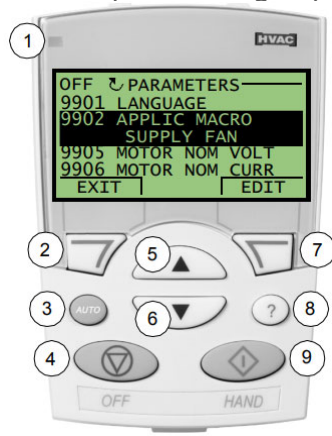 1
HVAC
OFF ↻ PARAMETERS
9901 LANGUAGE
9902 APPLIC MACRO
SUPPLY FAN
9905 MOTOR NOM VOLT
9906 MOTOR NOM CURR
EXIT EDIT
2 5 7
3 AUTO 6 ? 8
4 9
OFF HAND